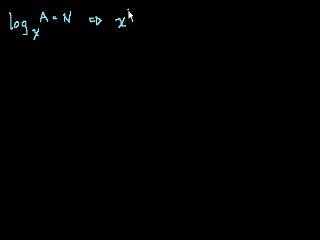 log_x A = N ⇒ x